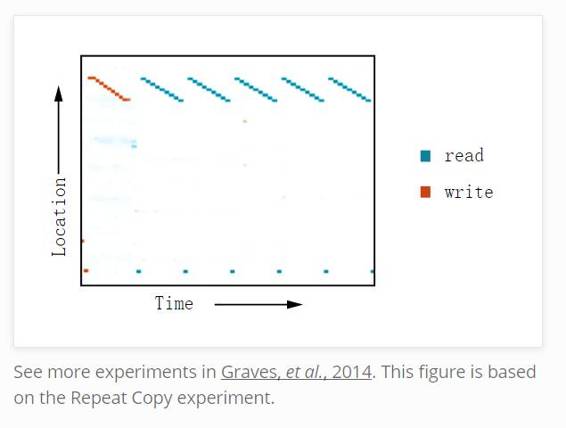 read
write
Location
Time
See more experiments in Graves, et al., 2014. This figure is based
on the Repeat Copy experiment.